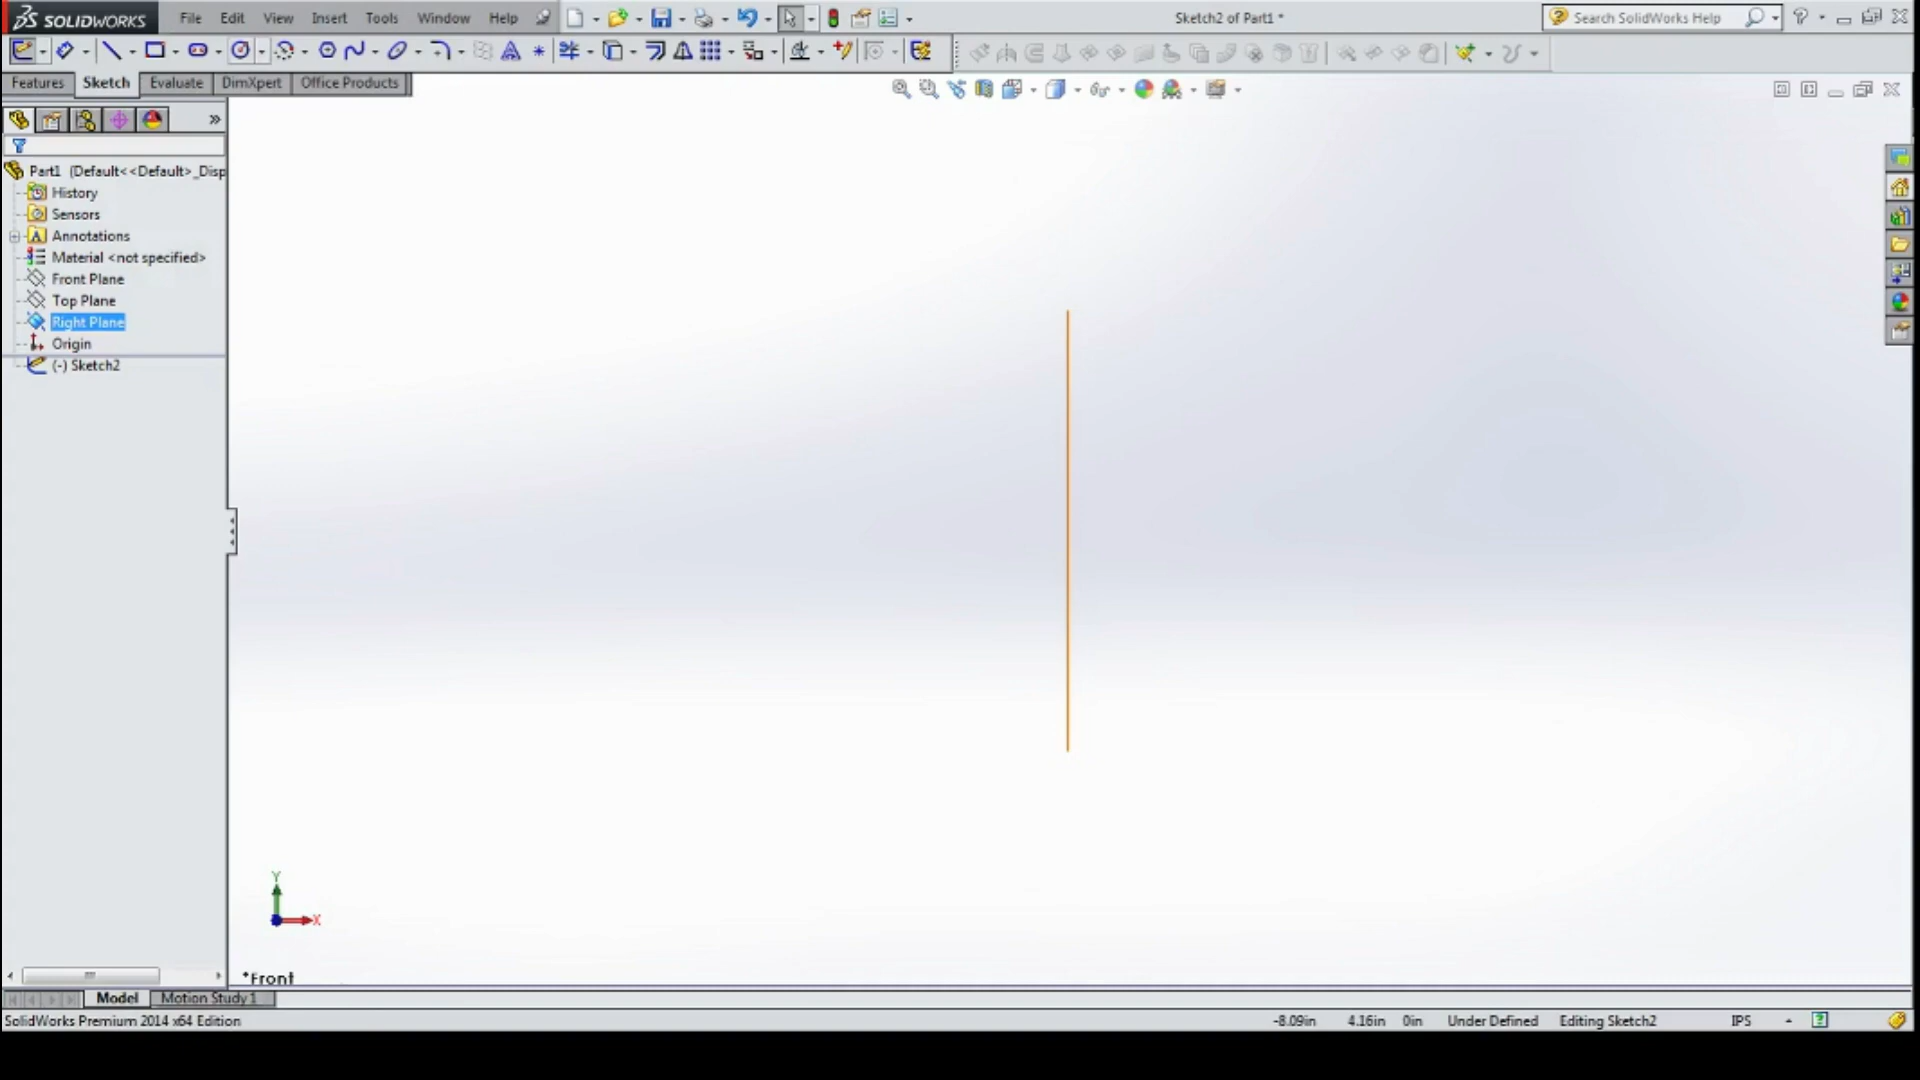 SOLIDWORKS File Edit View Insert Tools Window Help Sketch2 of Part1 * Search SolidWorks Help
Features Sketch Evaluate DimXpert Office Products
Part1 (Default<<Default>_Disp
History
Sensors
Annotations
Material <not specified>
Front Plane
Top Plane
Right Plane
Origin
(-) Sketch2
Y
X
*Front
Model Motion Study 1
SolidWorks Premium 2014 x64 Edition -8.09in 4.16in 0in Under Defined Editing Sketch2 IPS